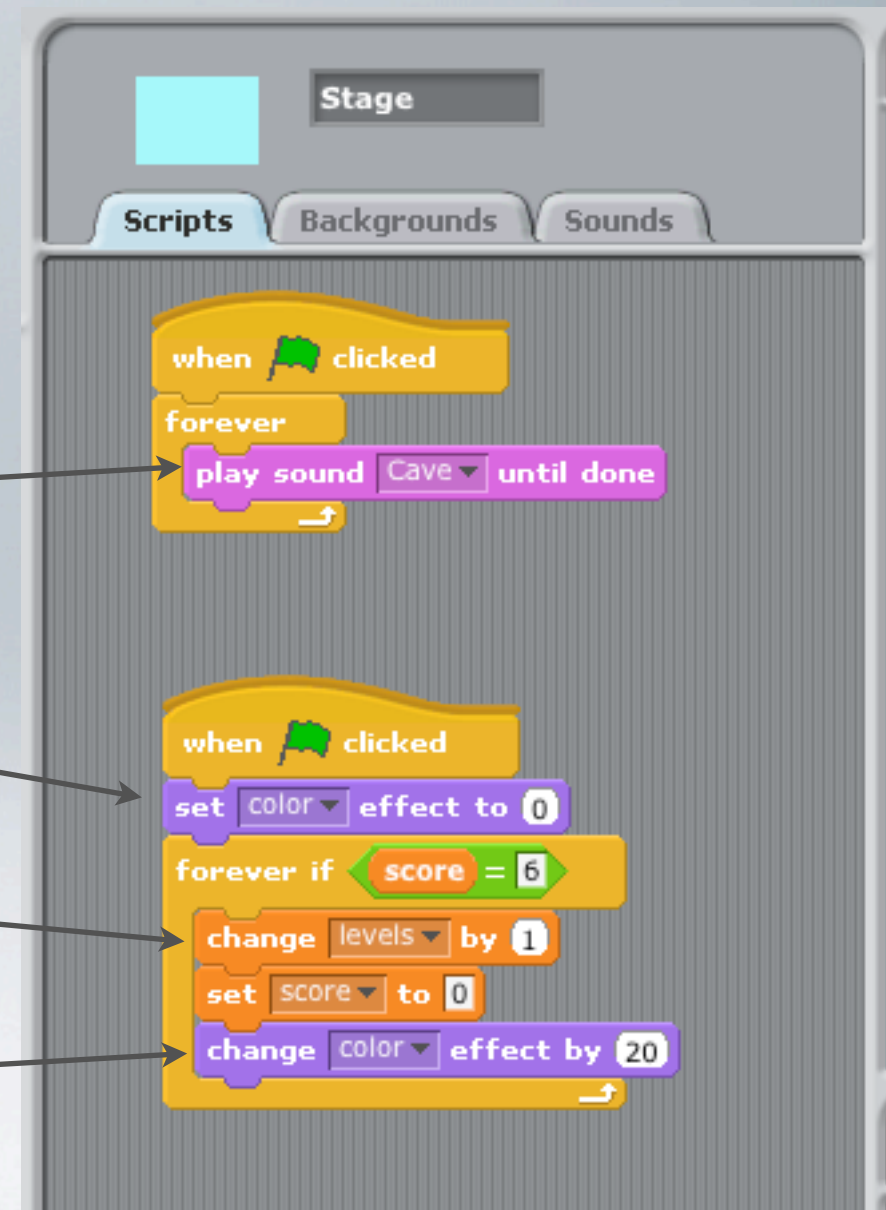 Stage
Scripts Backgrounds Sounds
when clicked
forever
play sound Cave until done
when clicked
set color effect to 0
forever if score = 6
change levels by 1
set score to 0
change color effect by 20